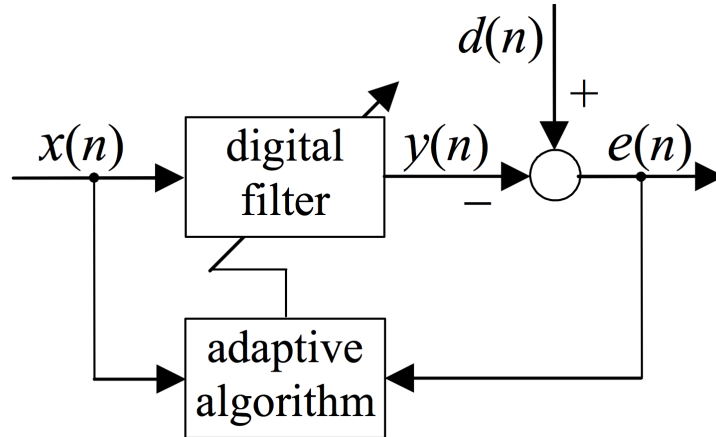 d(n)
+
x(n)
digital
filter
y(n)
−
e(n)
adaptive
algorithm